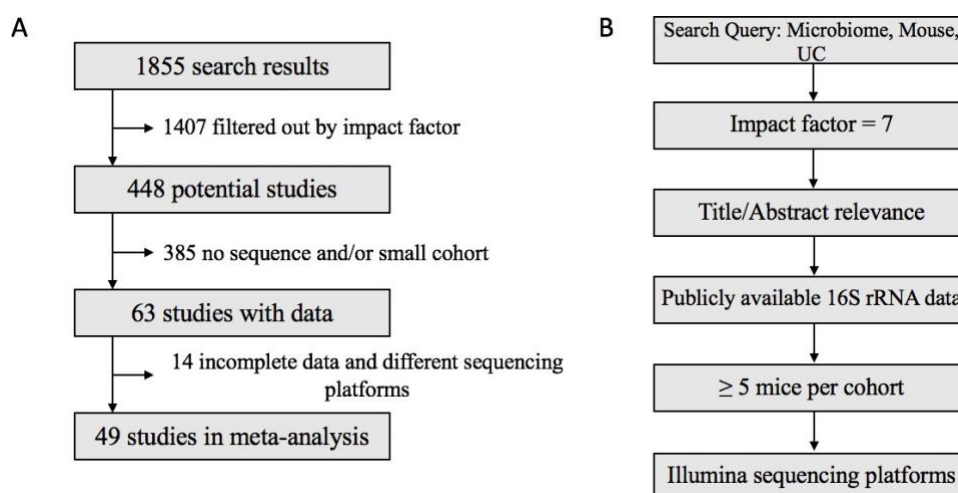 A
1855 search results
1407 filtered out by impact factor
448 potential studies
385 no sequence and/or small cohort
63 studies with data
14 incomplete data and different sequencing
platforms
49 studies in meta-analysis
B
Search Query: Microbiome, Mouse,
UC
Impact factor = 7
Title/Abstract relevance
Publicly available 16S rRNA data
≥ 5 mice per cohort
Illumina sequencing platforms